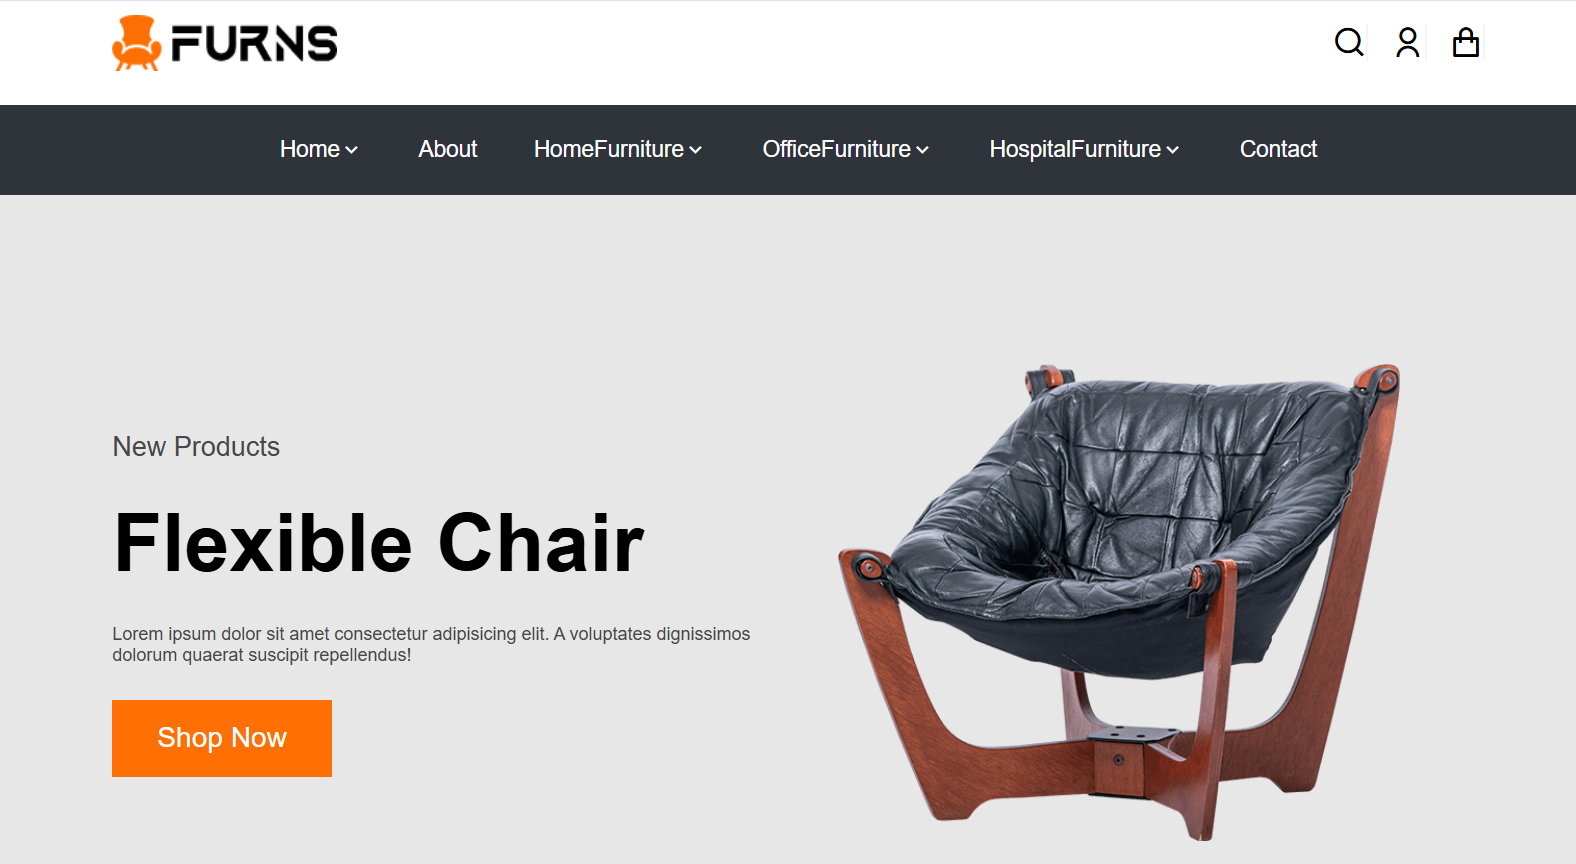 FURNS
Home About HomeFurniture OfficeFurniture HospitalFurniture Contact
New Products
Flexible Chair
Lorem ipsum dolor sit amet consectetur adipisicing elit. A voluptates dignissimos
dolorum quaerat suscipit repellendus!
Shop Now